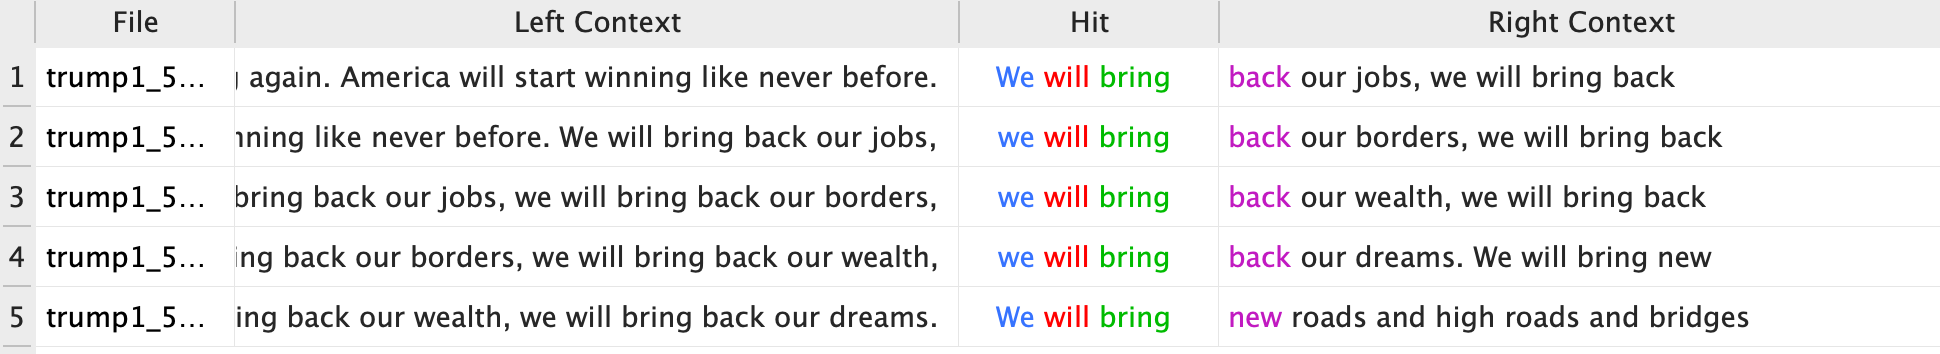 File Left Context Hit Right Context
1 trump1_5... again. America will start winning like never before. We will bring back our jobs, we will bring back
2 trump1_5... nning like never before. We will bring back our jobs, we will bring back our borders, we will bring back
3 trump1_5... bring back our jobs, we will bring back our borders, we will bring back our wealth, we will bring back
4 trump1_5... ing back our borders, we will bring back our wealth, we will bring back our dreams. We will bring new
5 trump1_5... ing back our wealth, we will bring back our dreams. We will bring new roads and high roads and bridges